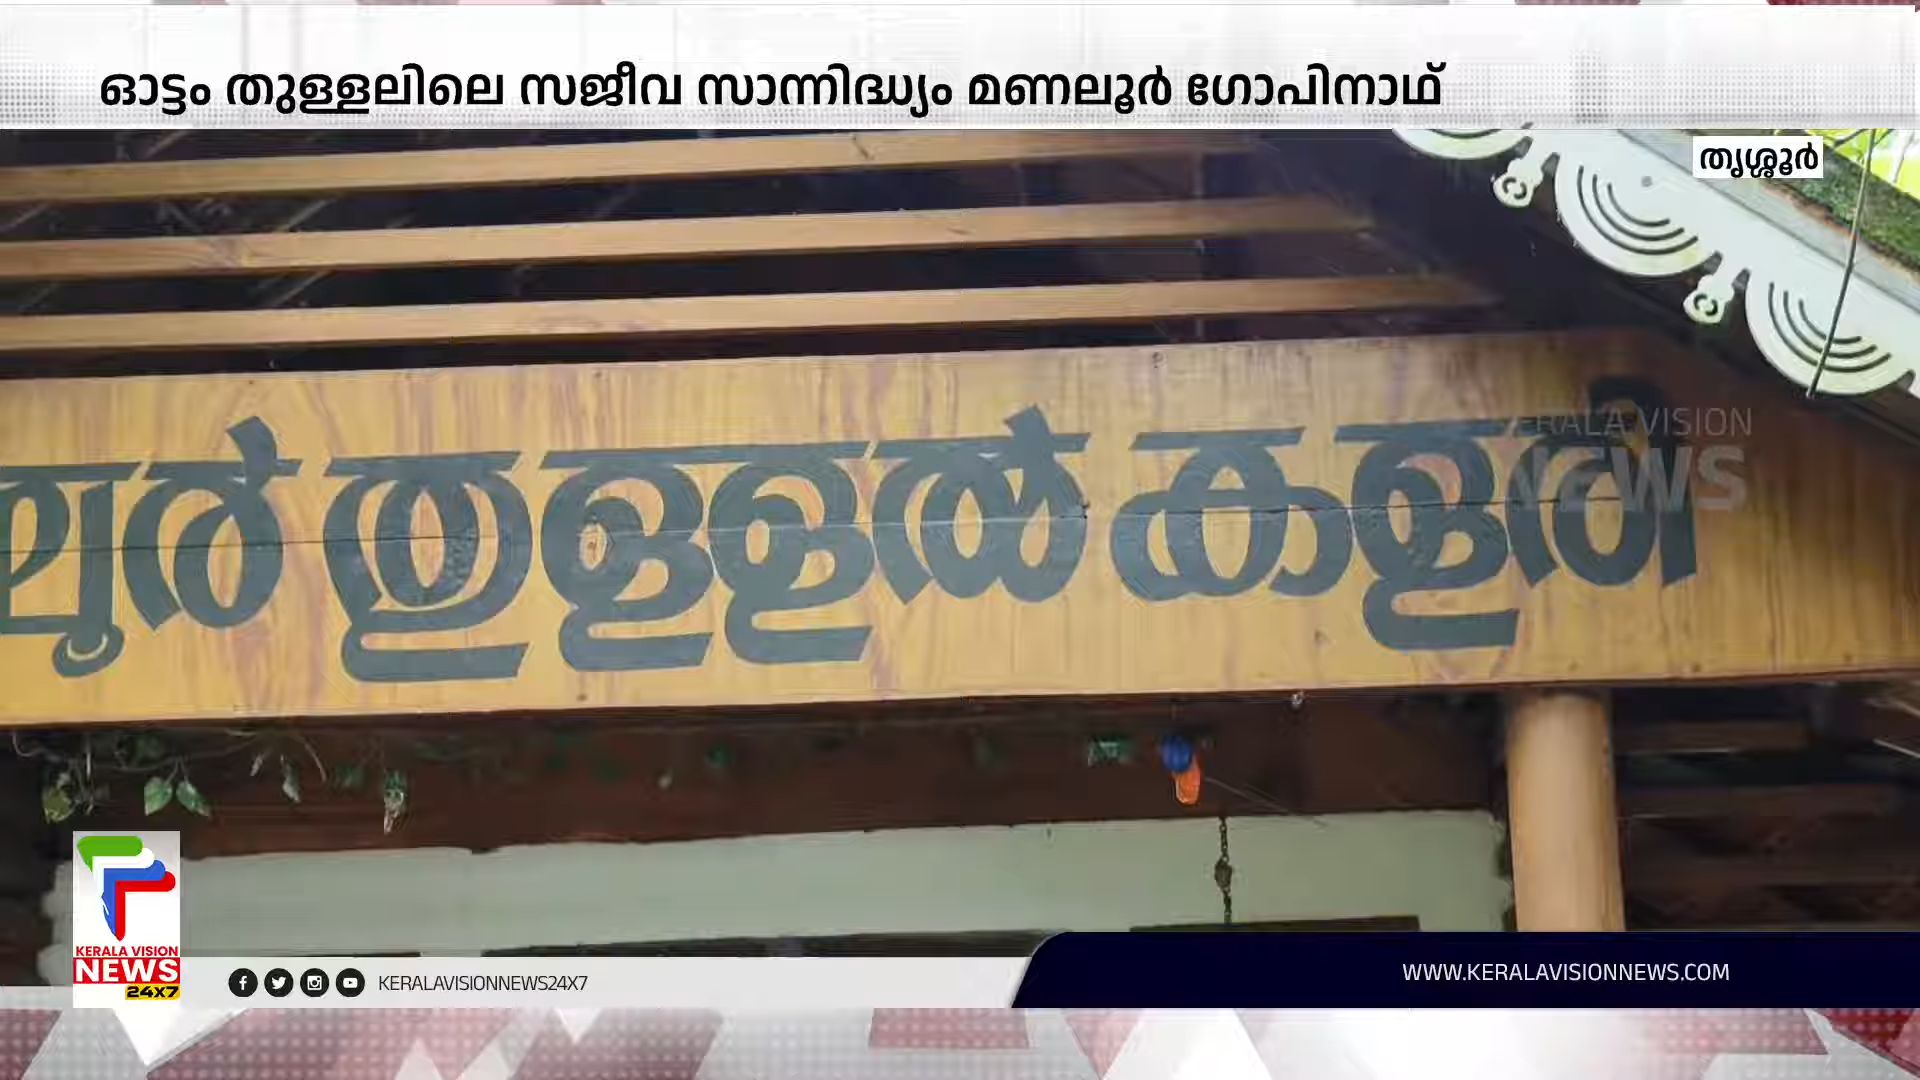 ഓട്ടം തുള്ളലിലെ സജീവ സാന്നിദ്ധ്യം മണലൂർ ഗോപിനാഥ്
തൃശ്ശൂർ
KERALA VISION
NEWS
ലൂർ തുള്ളൽ കളരി
KERALA VISION
NEWS
24X7
KERALAVISIONNEWS24X7
WWW.KERALAVISIONNEWS.COM